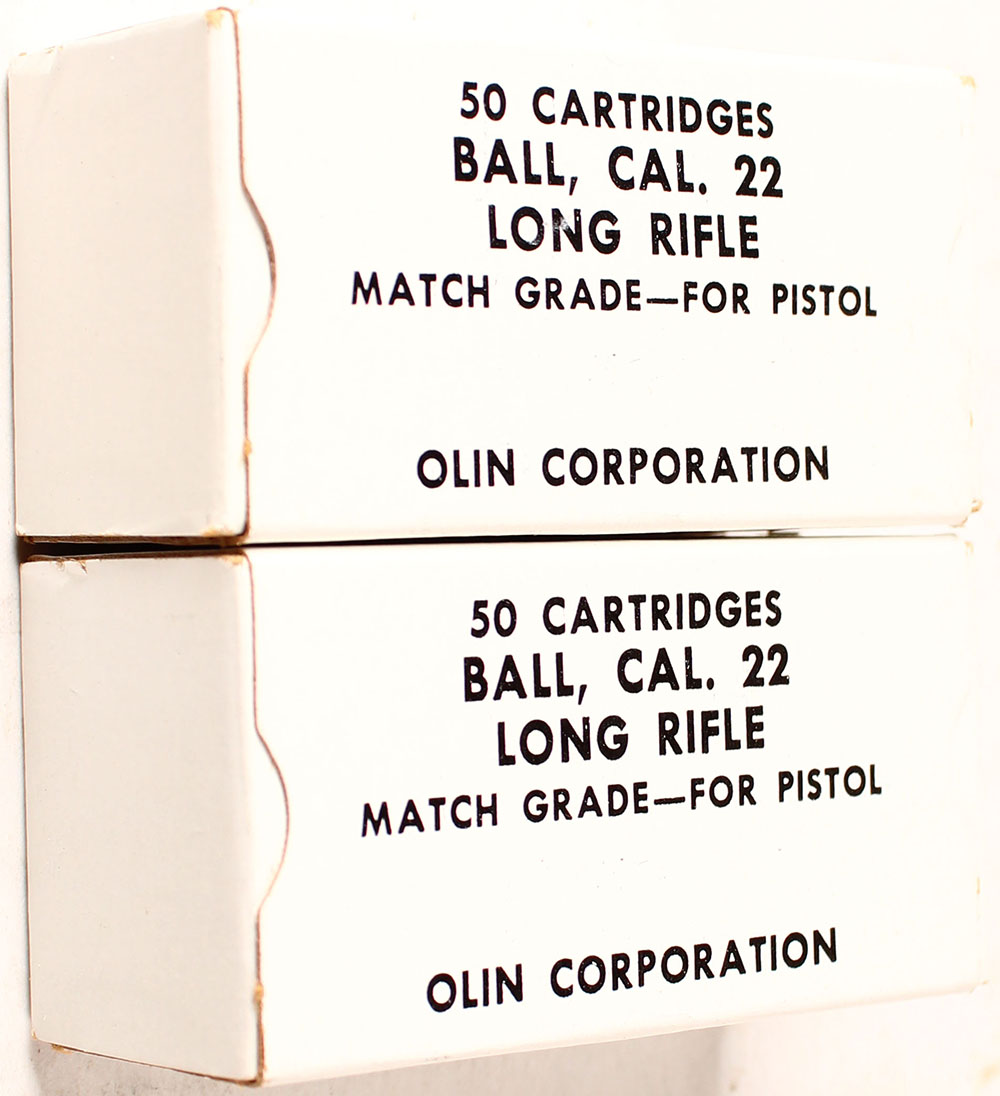 50 CARTRIDGES
BALL, CAL. 22
LONG RIFLE
MATCH GRADE—FOR PISTOL
OLIN CORPORATION
50 CARTRIDGES
BALL, CAL. 22
LONG RIFLE
MATCH GRADE—FOR PISTOL
OLIN CORPORATION